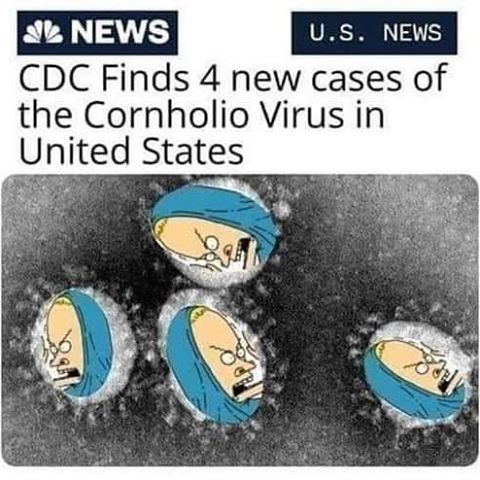 NEWS
U.S. NEWS
CDC Finds 4 new cases of
the Cornholio Virus in
United States